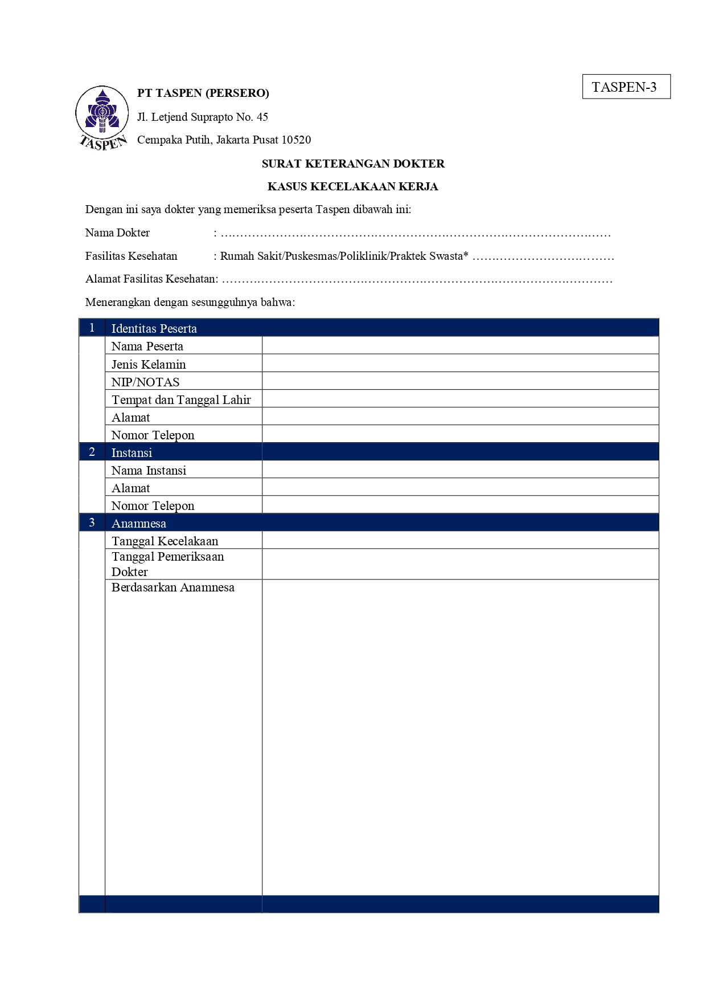 TASPEN-3
PT TASPEN (PERSERO)
Jl. Letjend Suprapto No. 45
TASPEN
Cempaka Putih, Jakarta Pusat 10520
SURAT KETERANGAN DOKTER
KASUS KECELAKAAN KERJA
Dengan ini saya dokter yang memeriksa peserta Taspen dibawah ini:
Nama Dokter : ……………………………………………………………………………………
Fasilitas Kesehatan : Rumah Sakit/Puskesmas/Poliklinik/Praktek Swasta* ………………………………
Alamat Fasilitas Kesehatan: ……………………………………………………………………………………
Menerangkan dengan sesungguhnya bahwa:
1 Identitas Peserta
Nama Peserta
Jenis Kelamin
NIP/NOTAS
Tempat dan Tanggal Lahir
Alamat
Nomor Telepon
2 Instansi
Nama Instansi
Alamat
Nomor Telepon
3 Anamnesa
Tanggal Kecelakaan
Tanggal Pemeriksaan
Dokter
Berdasarkan Anamnesa